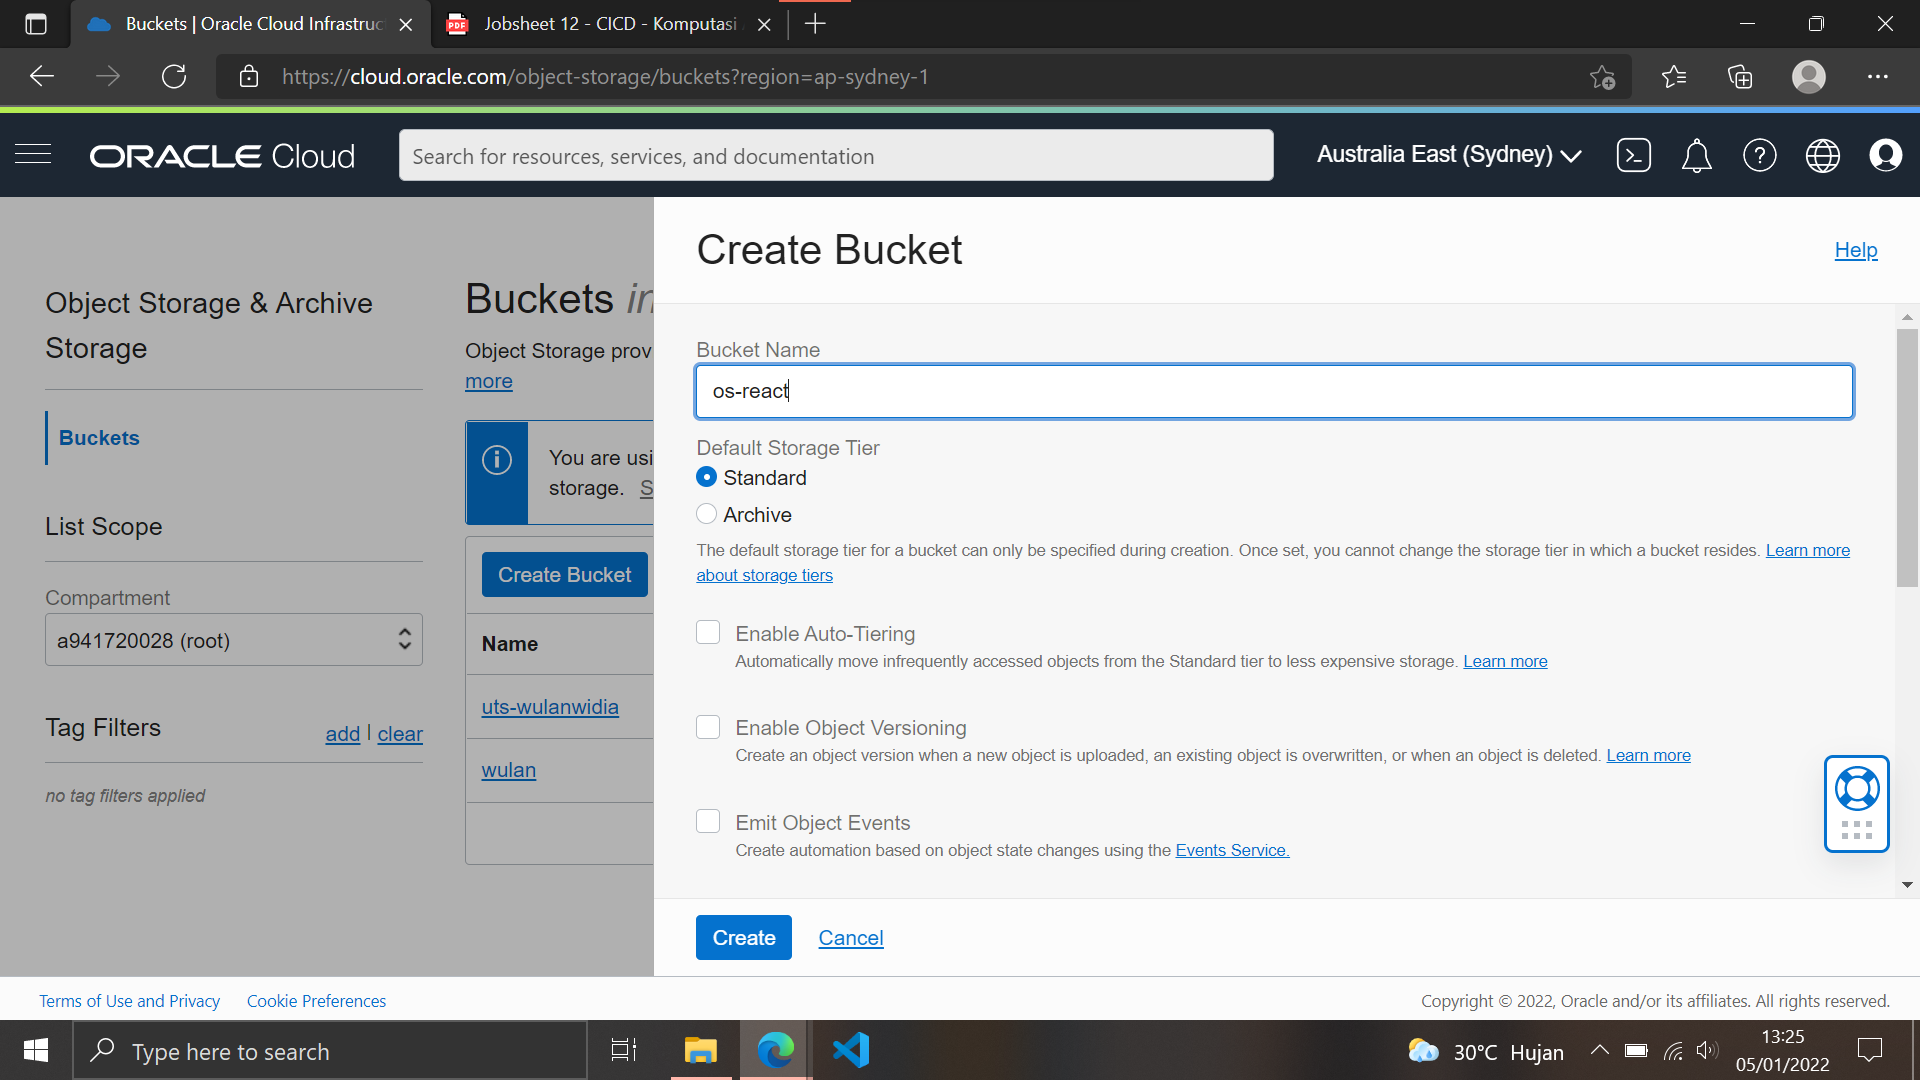 Buckets | Oracle Cloud Infrastruc
Jobsheet 12 - CICD - Komputasi
https://cloud.oracle.com/object-storage/buckets?region=ap-sydney-1
ORACLE Cloud
Search for resources, services, and documentation
Australia East (Sydney)
Object Storage & Archive
Storage
Buckets
List Scope
Compartment
a941720028 (root)
Tag Filters
add | clear
no tag filters applied
Buckets in
Object Storage prov
more
You are usi
storage. S
Create Bucket
Name
uts-wulanwidia
wulan
Create Bucket
Help
Bucket Name
os-react
Default Storage Tier
Standard
Archive
The default storage tier for a bucket can only be specified during creation. Once set, you cannot change the storage tier in which a bucket resides. Learn more
about storage tiers
Enable Auto-Tiering
Automatically move infrequently accessed objects from the Standard tier to less expensive storage. Learn more
Enable Object Versioning
Create an object version when a new object is uploaded, an existing object is overwritten, or when an object is deleted. Learn more
Emit Object Events
Create automation based on object state changes using the Events Service.
Create
Cancel
Terms of Use and Privacy
Cookie Preferences
Copyright © 2022, Oracle and/or its affiliates. All rights reserved.
Type here to search
30°C Hujan
13:25
05/01/2022